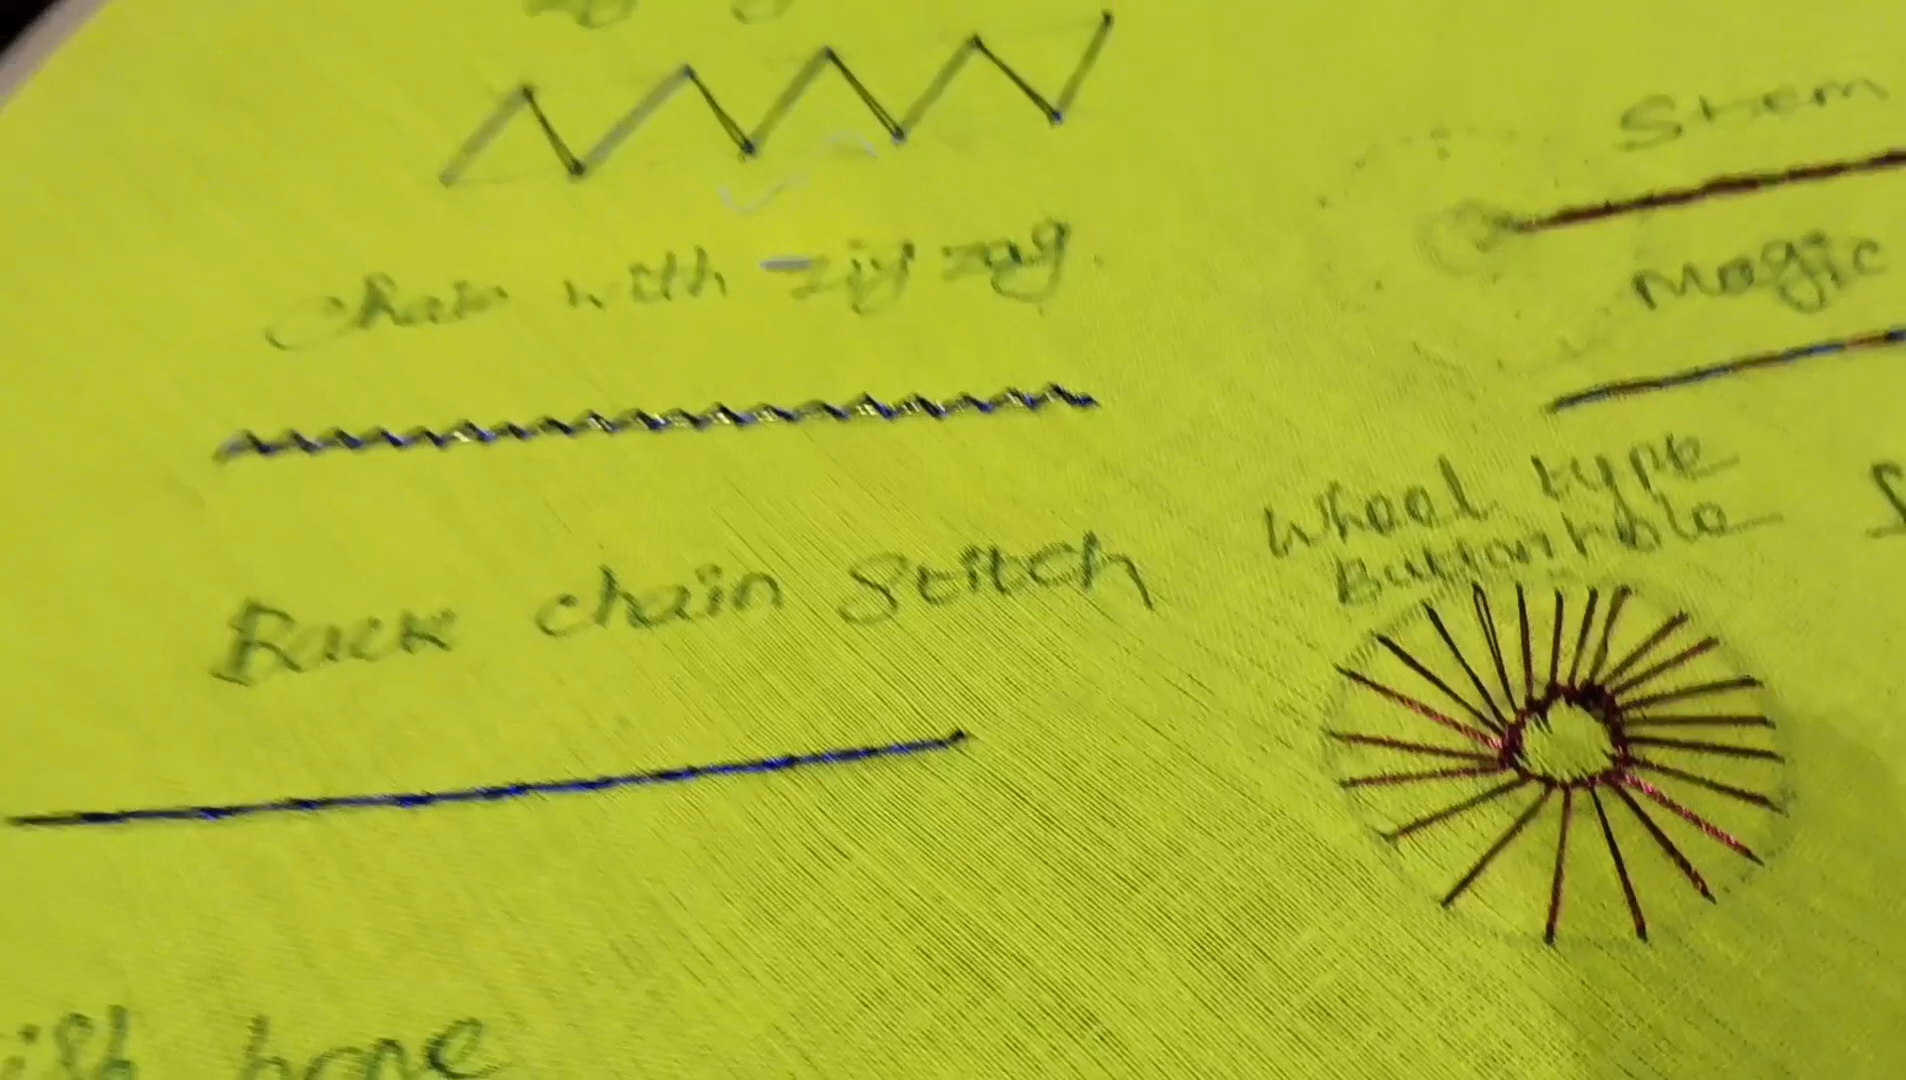 chain with zig zag
Back chain Stitch
Stem
Magic
Wheel type
Buttonhole
bone